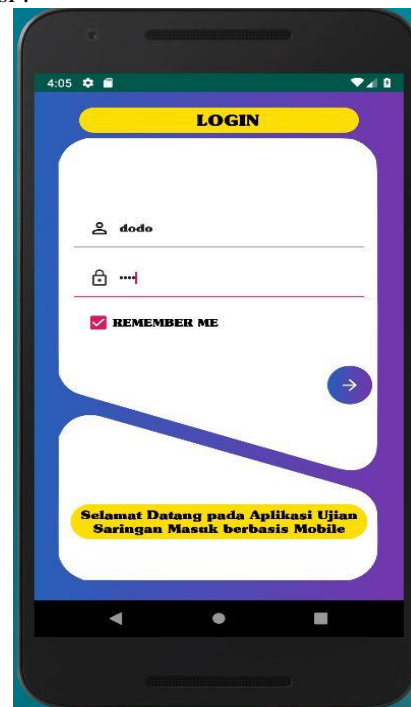 4:05
LOGIN
dodo
••••
REMEMBER ME
Selamat Datang pada Aplikasi Ujian
Saringan Masuk berbasis Mobile